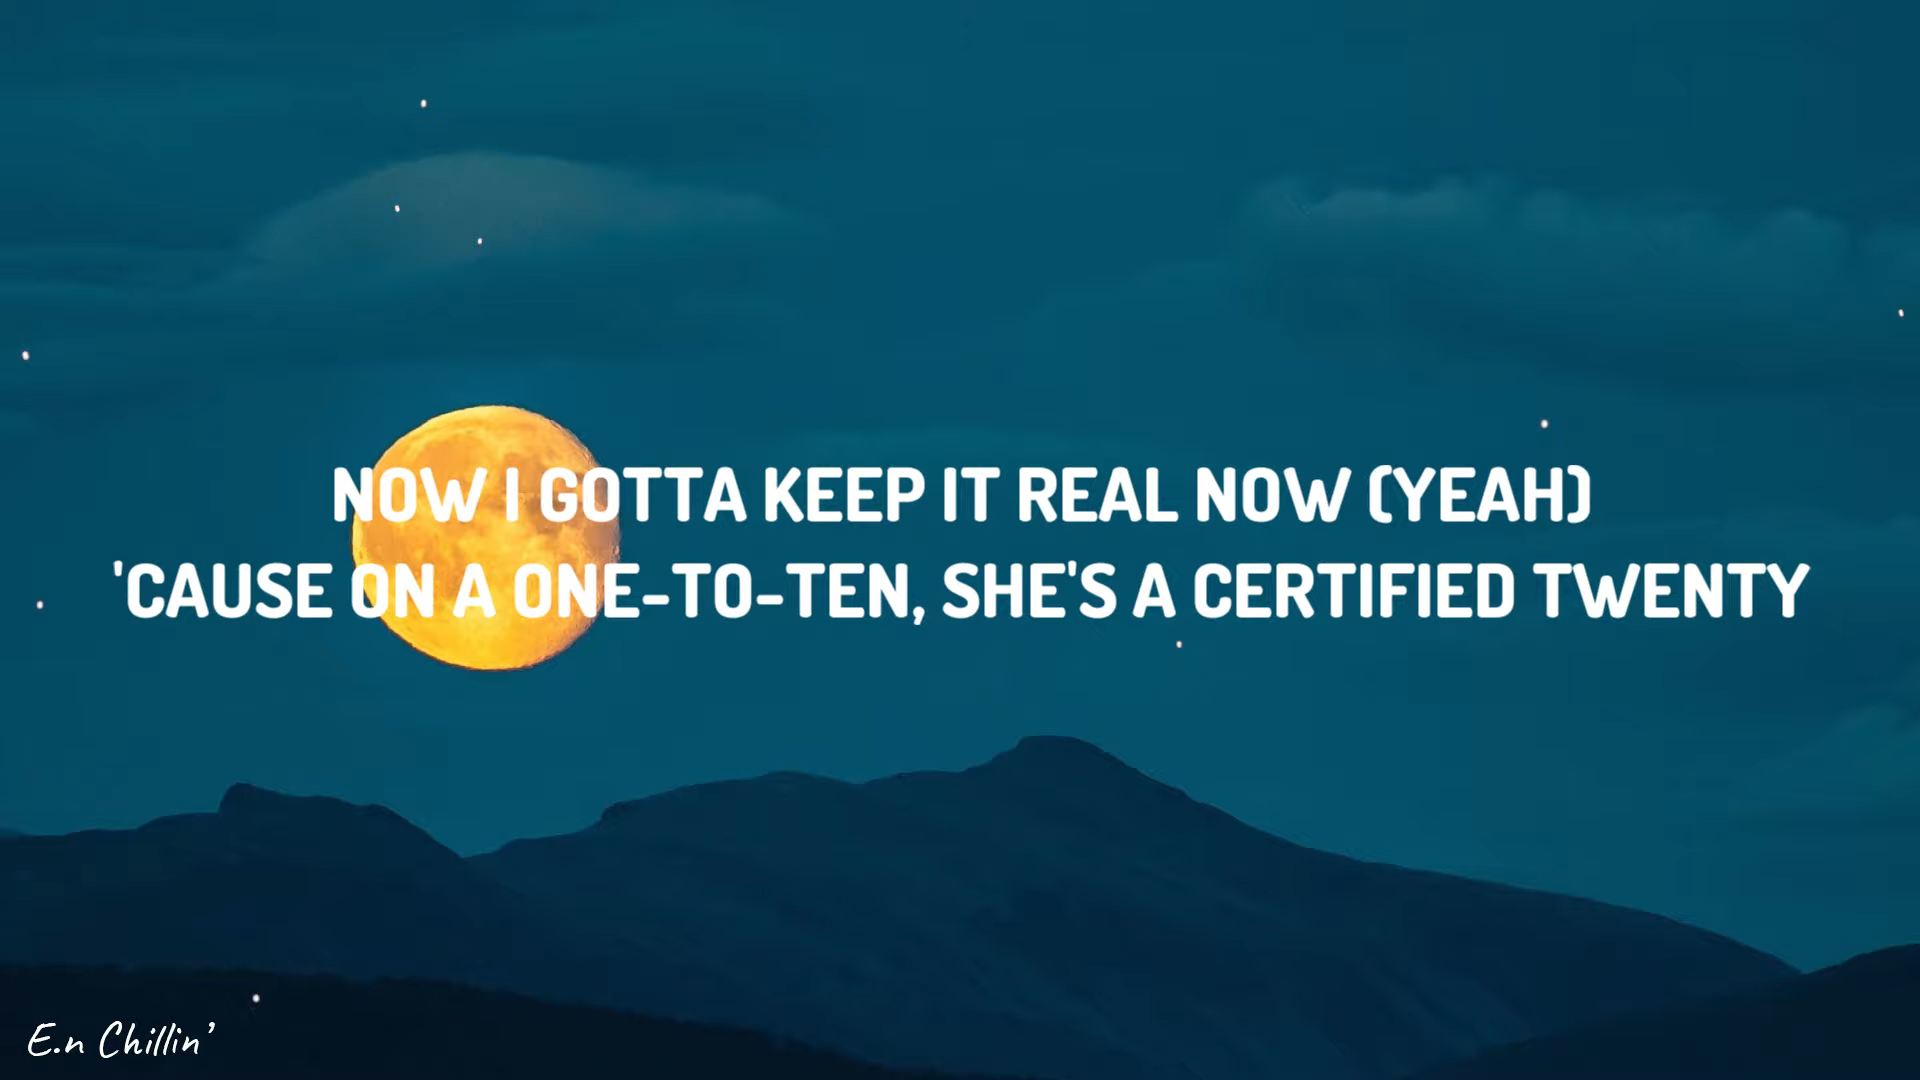 NOW I GOTTA KEEP IT REAL NOW (YEAH)
'CAUSE ON A ONE-TO-TEN, SHE'S A CERTIFIED TWENTY
E.n Chillin'